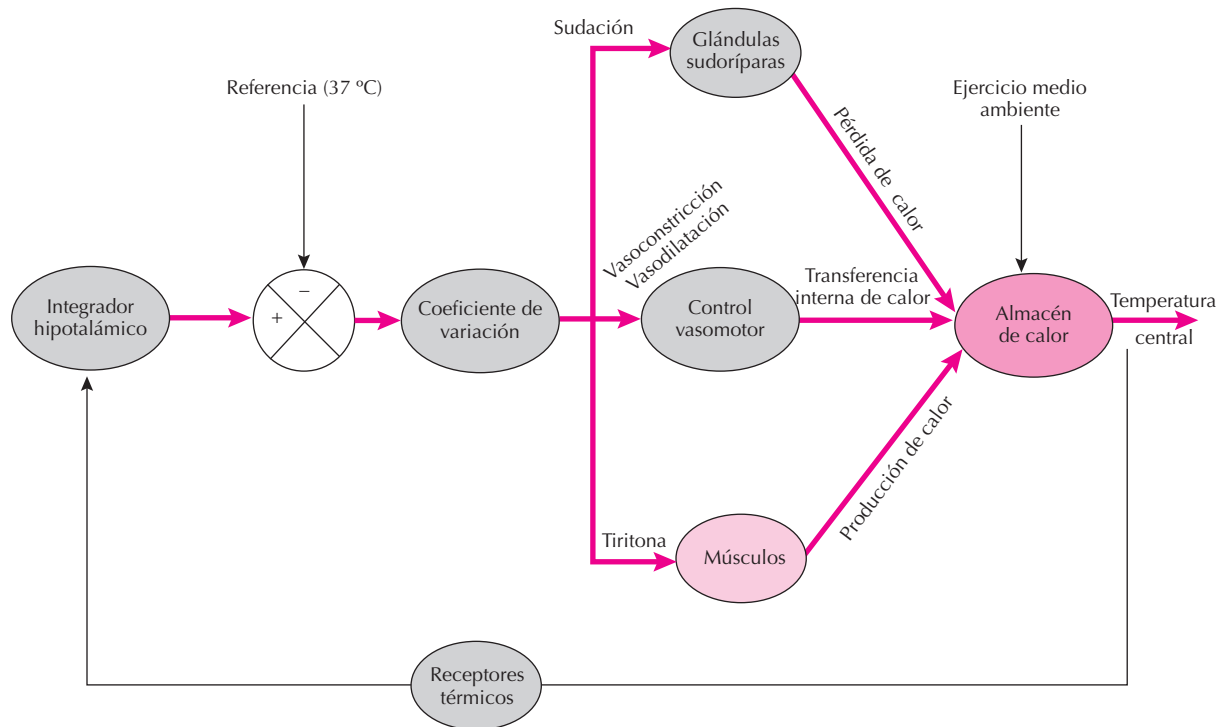 Sudación
Glándulas
sudoríparas
Referencia (37 ºC)
Ejercicio medio
ambiente
Pérdida de calor
Vasoconstricción
Vasodilatación
Integrador
hipotalámico
−
+
Coeficiente de
variación
Control
vasomotor
Transferencia
interna de calor
Almacén
de calor
Temperatura
central
Producción de calor
Tiritona
Músculos
Receptores
térmicos